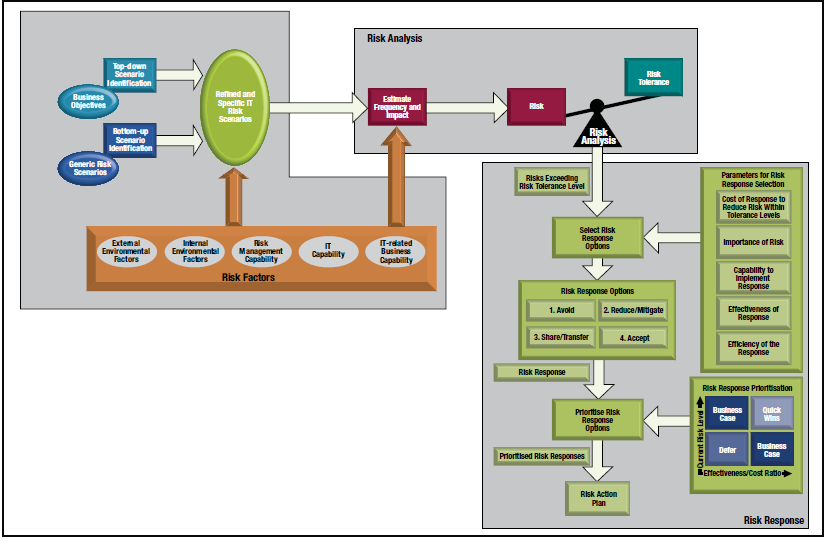 Top-down
Scenario
Identification
Business
Objectives
Bottom-up
Scenario
Identification
Generic Risk
Scenarios
Refined and
Specific IT
Risk
Scenarios
External
Environmental
Factors
Internal
Environmental
Factors
Risk
Management
Capability
IT
Capability
IT-related
Business
Capability
Risk Factors
Risk Analysis
Estimate
Frequency and
Impact
Risk
Risk
Tolerance
Risk
Analysis
Risks Exceeding
Risk Tolerance Level
Select Risk
Response
Options
Risk Response Options
1. Avoid
2. Reduce/Mitigate
3. Share/Transfer
4. Accept
Risk Response
Prioritise Risk
Response
Options
Prioritised Risk Responses
Risk Action
Plan
Parameters for Risk
Response Selection
Cost of Response to
Reduce Risk Within
Tolerance Levels
Importance of Risk
Capability to
Implement
Response
Effectiveness of
Response
Efficiency of the
Response
Risk Response Prioritisation
Current Risk Level
Business
Case
Quick
Wins
Defer
Business
Case
Effectiveness/Cost Ratio
Risk Response